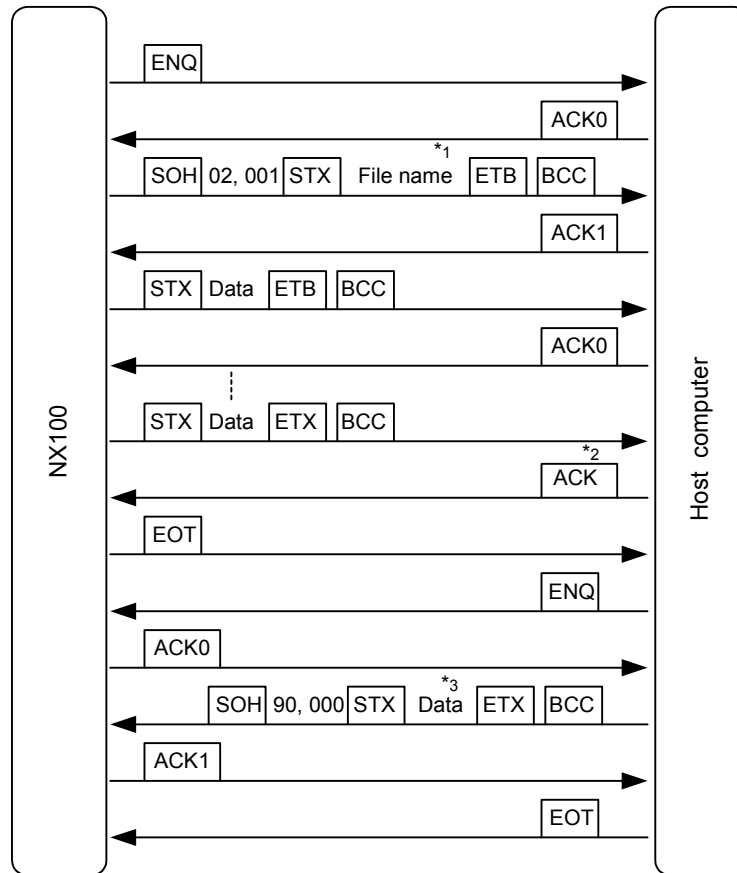 NX100
Host computer
ENQ
ACK0
SOH 02, 001 STX File name *1 ETB BCC
ACK1
STX Data ETB BCC
ACK0
STX Data ETX BCC
ACK *2
EOT
ENQ
ACK0
SOH 90, 000 STX Data *3 ETX BCC
ACK1
EOT